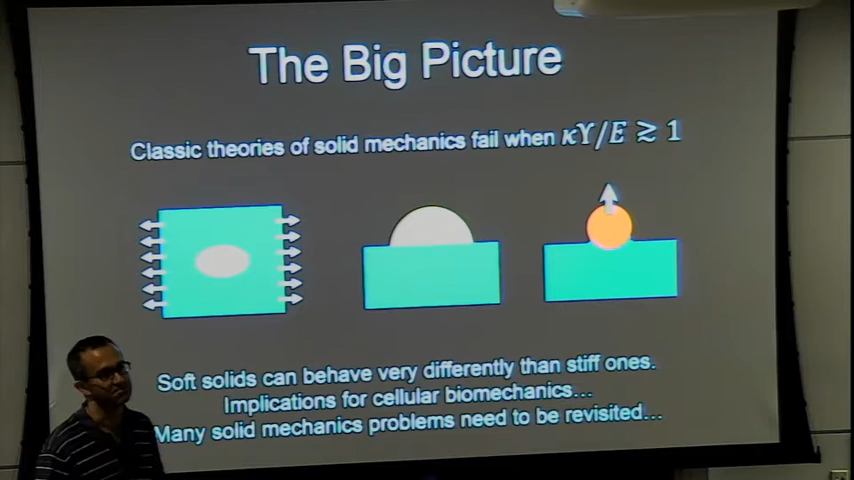 The Big Picture
Classic theories of solid mechanics fail when κϒ/E ≳ 1
Soft solids can behave very differently than stiff ones.
Implications for cellular biomechanics...
Many solid mechanics problems need to be revisited...